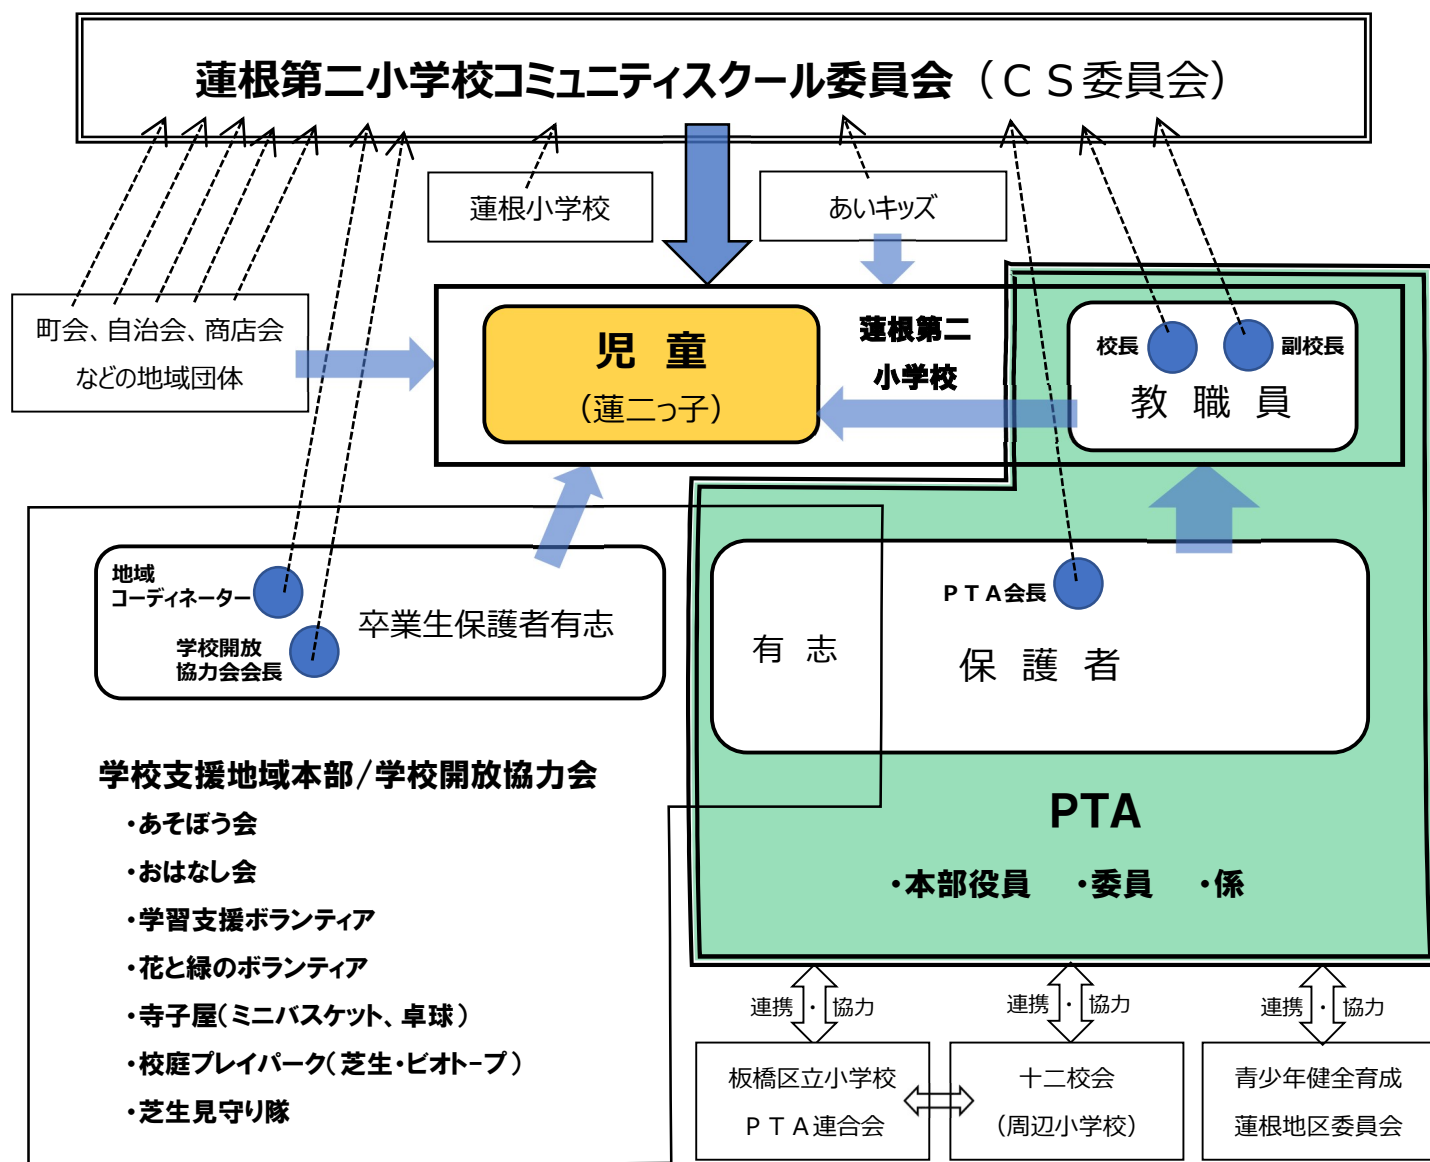 蓮根第二小学校コミュニティスクール委員会（ＣＳ委員会）
蓮根小学校
あいキッズ
町会、自治会、商店会
などの地域団体
児 童
（蓮二っ子）
蓮根第二
小学校
校長
副校長
教 職 員
地域
コーディネーター
学校開放
協力会会長
卒業生保護者有志
有 志
ＰＴＡ会長
保 護 者
学校支援地域本部/学校開放協力会
・あそぼう会
・おはなし会
・学習支援ボランティア
・花と緑のボランティア
・寺子屋（ミニバスケット、卓球）
・校庭プレイパーク（芝生・ビオトープ）
・芝生見守り隊
PTA
・本部役員 ・委員 ・係
連携 ・ 協力
連携 ・ 協力
連携 ・ 協力
板橋区立小学校
ＰＴＡ連合会
十二校会
（周辺小学校）
青少年健全育成
蓮根地区委員会